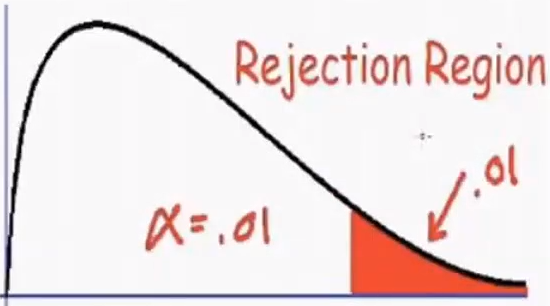 Rejection Region
.01
α = .01